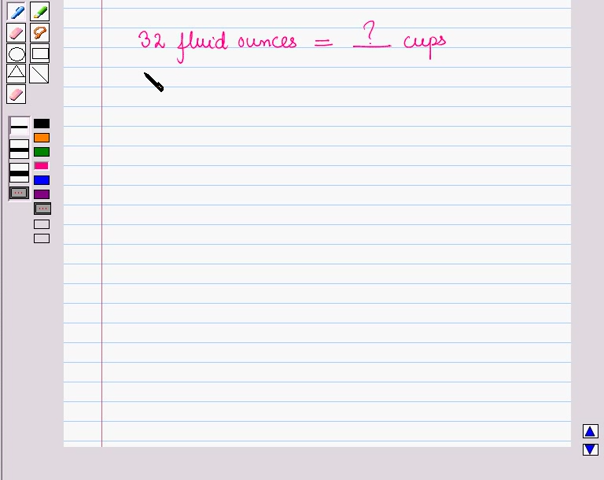 32 fluid ounces = ? cups